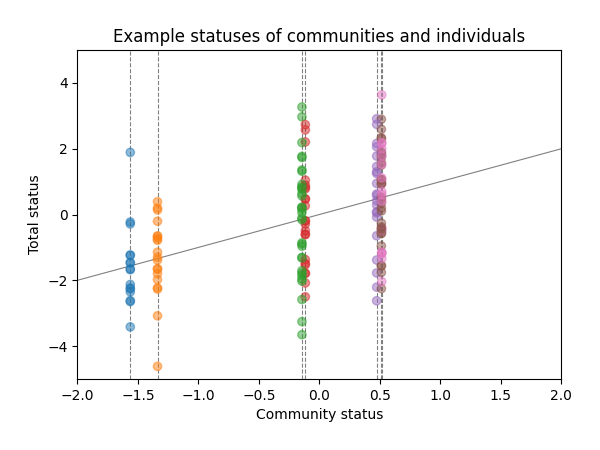 Example statuses of communities and individuals
Total status
4
2
0
−2
−4
−2.0 −1.5 −1.0 −0.5 0.0 0.5 1.0 1.5 2.0
Community status